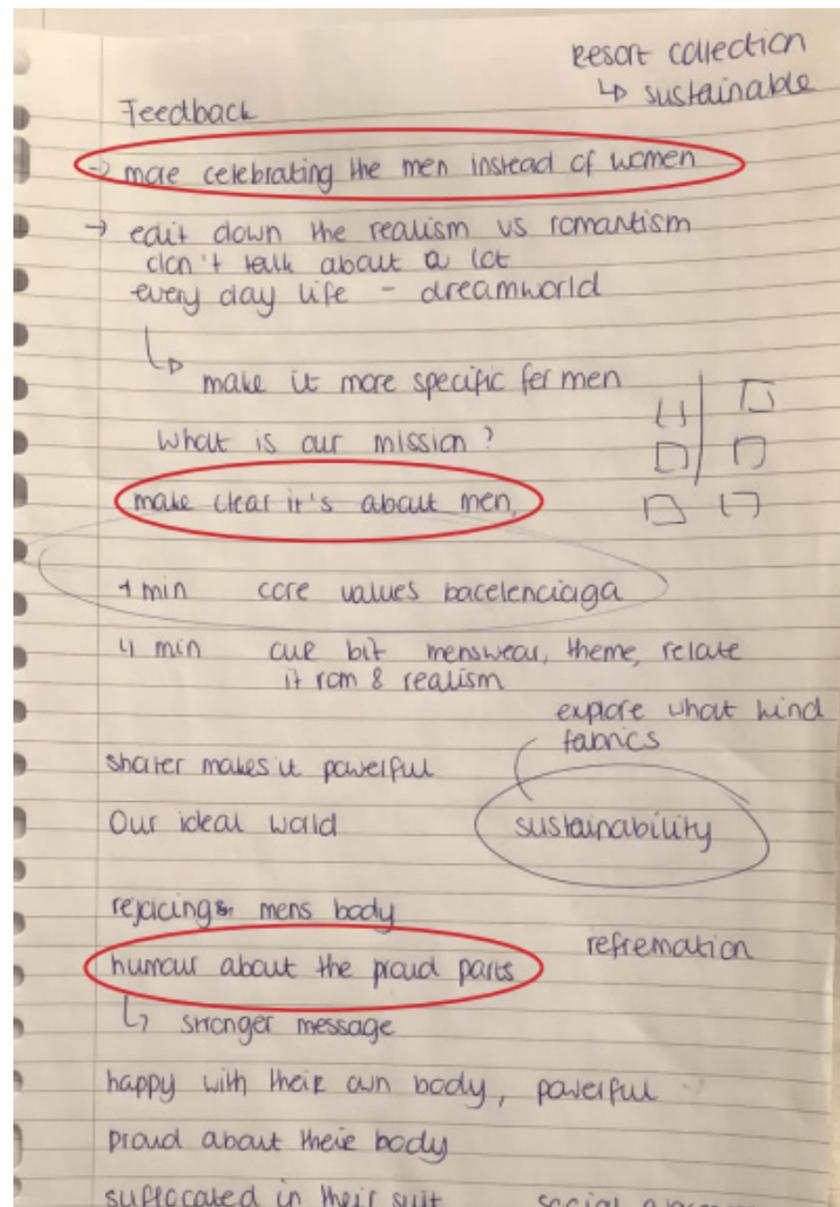 Resort collection
↳ sustainable
Feedback
→ more celebrating the men instead of women
→ edit down the realism vs romantism
don't talk about a lot
every day life - dreamworld
↳ make it more specific for men
What is our mission?
make clear it's about men,
1 min core values bacelenciaga
4 min cue bit menswear, theme, relate
it rom & realism
explore what kind
fabrics
shorter makes it powerful
Our ideal world
sustainability
rejoicing mens body
refremation
humour about the proud parts
↳ stronger message
happy with their own body, powerful
proud about their body
suffocated in their suit social